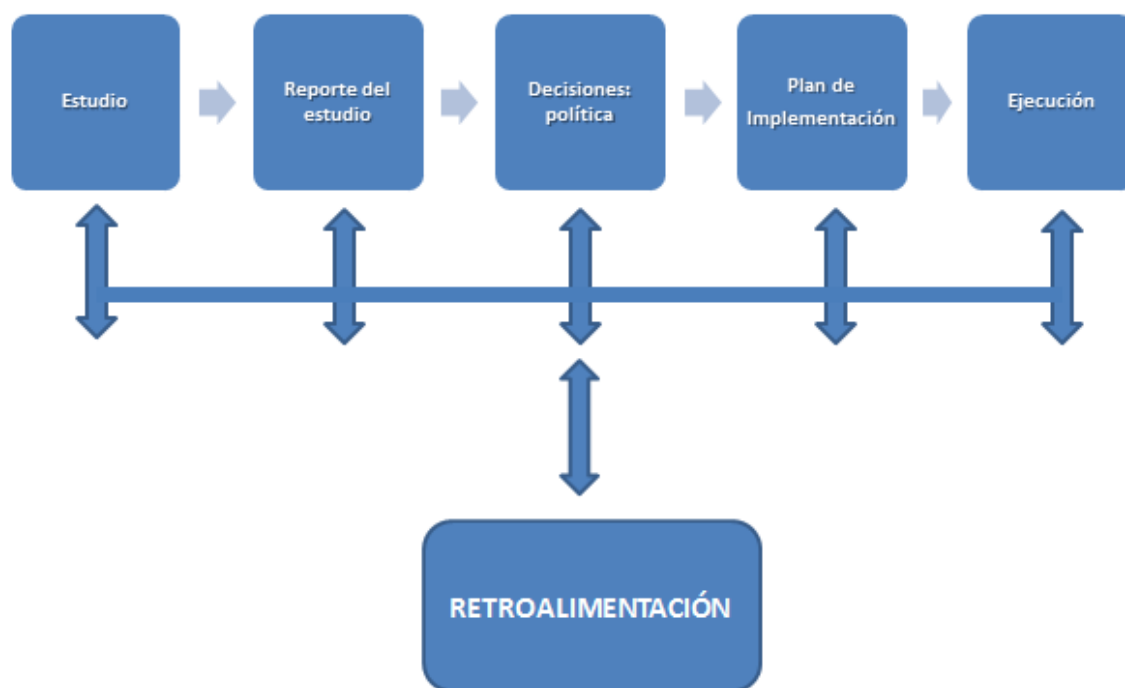 Estudio
Reporte del
estudio
Decisiones:
política
Plan de
Implementación
Ejecución
RETROALIMENTACIÓN